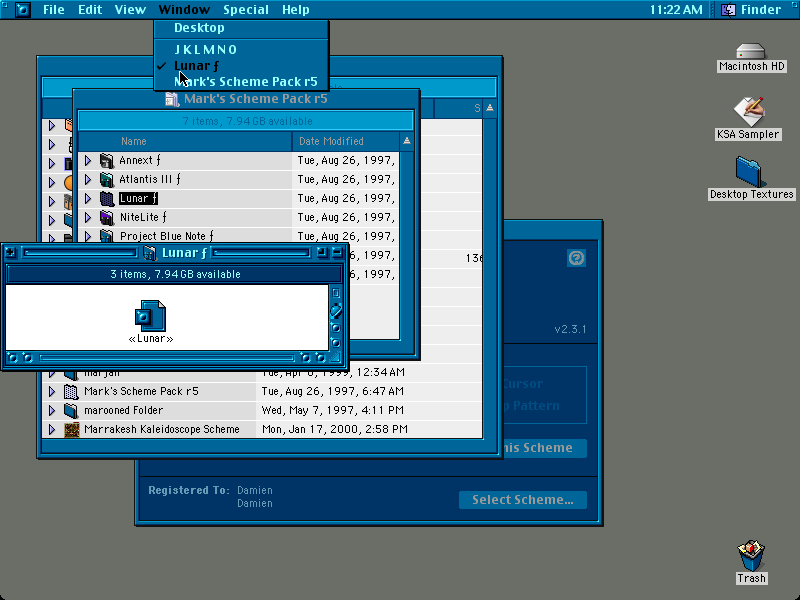 File Edit View Window Special Help 11:22 AM Finder
Desktop
J K L M N O
✓ Lunar ƒ
Mark's Scheme Pack r5
Macintosh HD
KSA Sampler
Desktop Textures
Trash
Mark's Scheme Pack r5
7 items, 7.94GB available
Name Date Modified
Annext ƒ Tue, Aug 26, 1997,
Atlantis III ƒ Tue, Aug 26, 1997,
Lunar ƒ Tue, Aug 26, 1997,
NiteLite ƒ Tue, Aug 26, 1997,
Project Blue Note ƒ Tue, Aug 26, 1997,
Tue, Aug 26, 1997,
Tue, Aug 26, 1997,
S
136
Lunar ƒ
3 items, 7.94GB available
«Lunar»
marjan Tue, Apr 6, 1999, 12:34 AM
Mark's Scheme Pack r5 Tue, Aug 26, 1997, 6:47 AM
marooned Folder Wed, May 7, 1997, 4:11 PM
Marrakesh Kaleidoscope Scheme Mon, Jan 17, 2000, 2:58 PM
v2.3.1
Cursor
p Pattern
his Scheme
Registered To: Damien
Damien
Select Scheme...